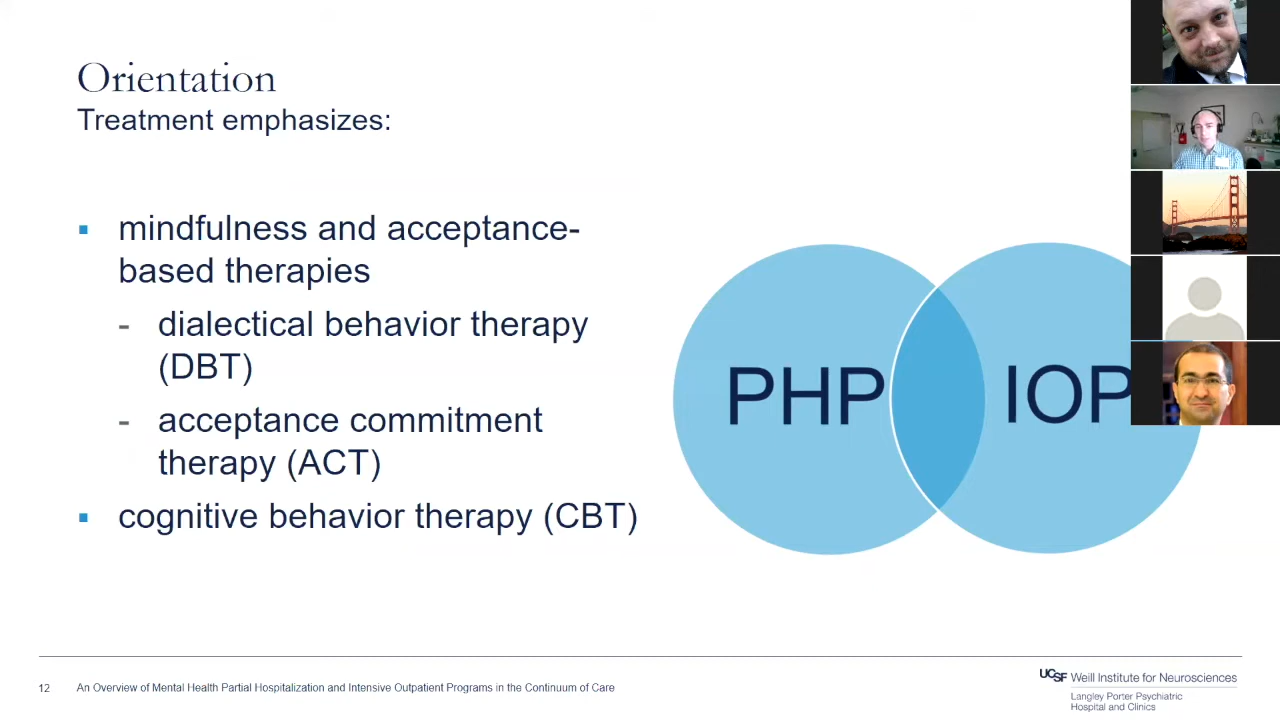 Orientation
Treatment emphasizes:
▪ mindfulness and acceptance-
based therapies
- dialectical behavior therapy
(DBT)
- acceptance commitment
therapy (ACT)
▪ cognitive behavior therapy (CBT)
PHP
IOP
12 An Overview of Mental Health Partial Hospitalization and Intensive Outpatient Programs in the Continuum of Care
UCSF Weill Institute for Neurosciences
Langley Porter Psychiatric
Hospital and Clinics